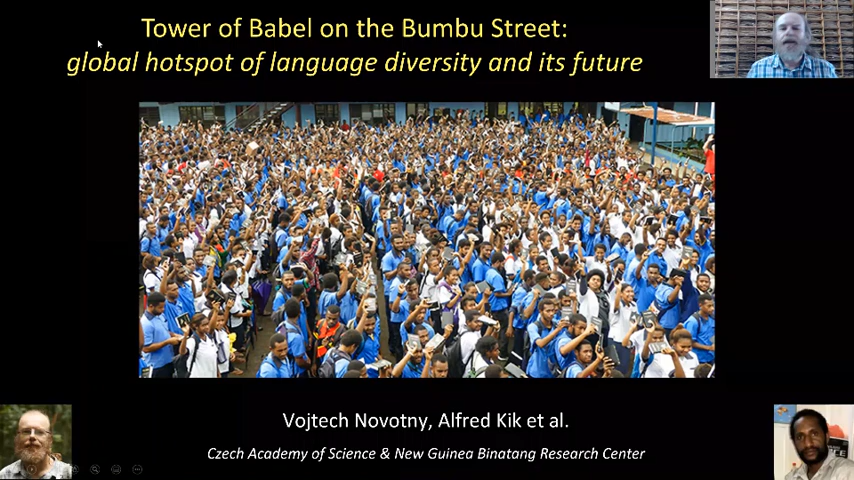 Tower of Babel on the Bumbu Street:
global hotspot of language diversity and its future
Vojtech Novotny, Alfred Kik et al.
Czech Academy of Science & New Guinea Binatang Research Center